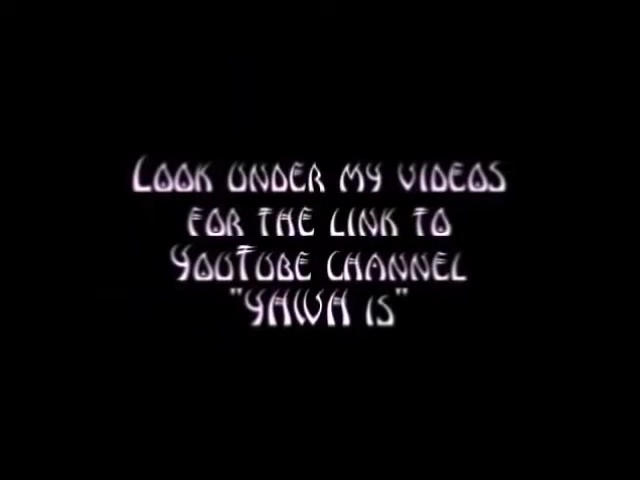 Look under my videos
for the link to
YouTube channel
"YHWH is"